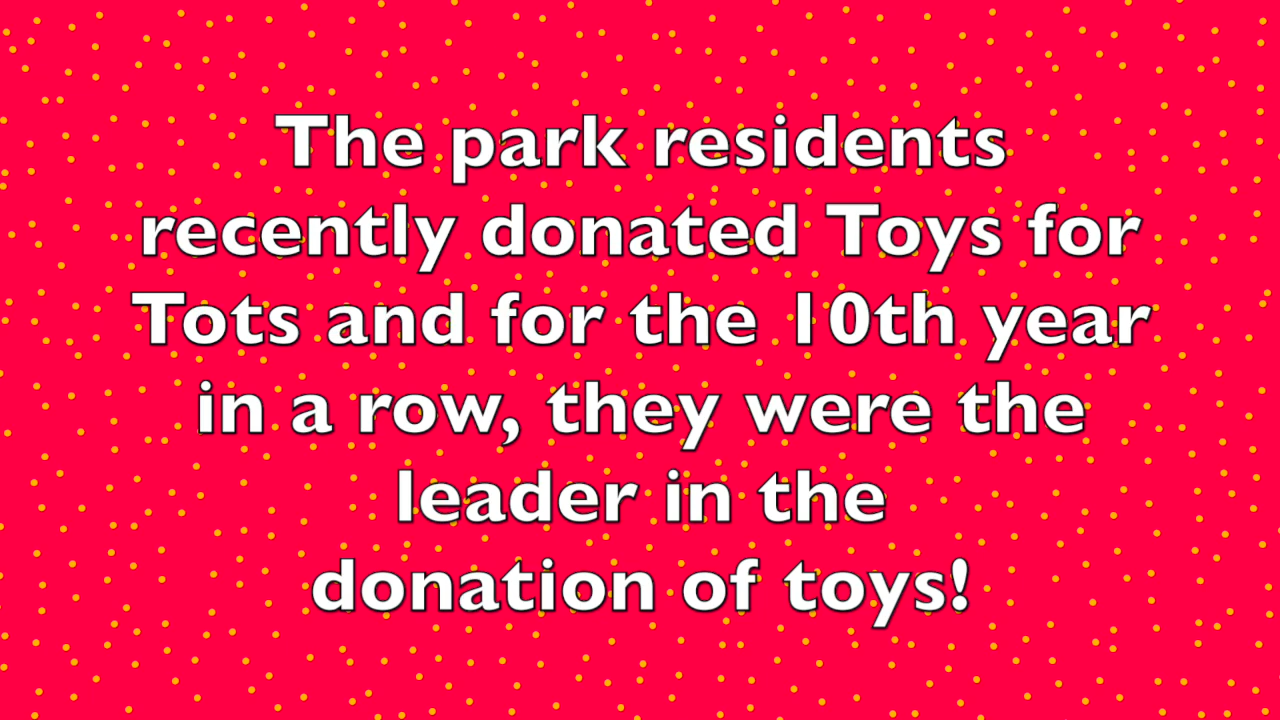 The park residents
recently donated Toys for
Tots and for the 10th year
in a row, they were the
leader in the
donation of toys!